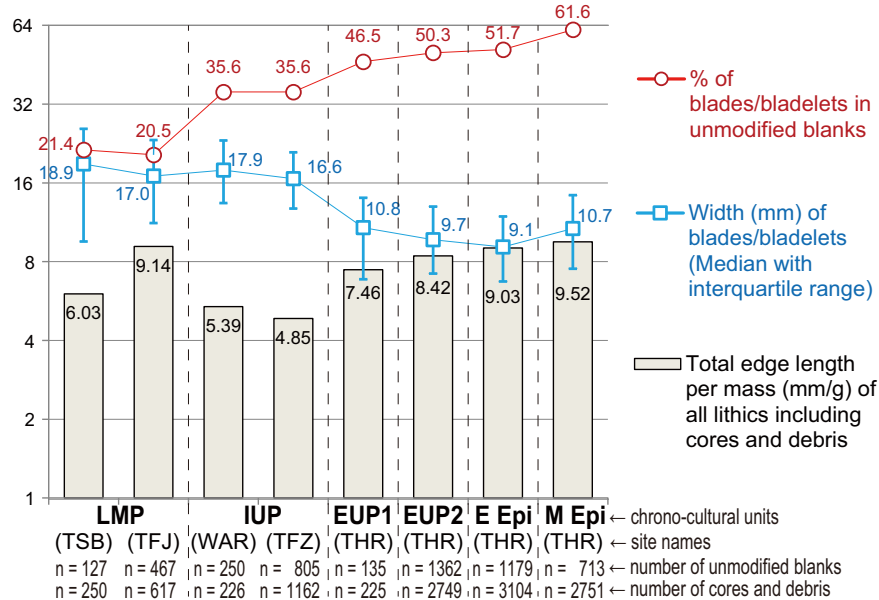 64
32
16
8
4
2
1
21.4
20.5
35.6
35.6
46.5
50.3
51.7
61.6
18.9
17.0
17.9
16.6
10.8
9.7
9.1
10.7
6.03
9.14
5.39
4.85
7.46
8.42
9.03
9.52
% of
blades/bladelets in
unmodified blanks
Width (mm) of
blades/bladelets
(Median with
interquartile range)
Total edge length
per mass (mm/g) of
all lithics including
cores and debris
LMP IUP EUP1 EUP2 E Epi M Epi ← chrono-cultural units
(TSB) (TFJ) (WAR) (TFZ) (THR) (THR) (THR) (THR) ← site names
n = 127 n = 467 n = 250 n = 805 n = 135 n = 1362 n = 1179 n = 713 ← number of unmodified blanks
n = 250 n = 617 n = 226 n = 1162 n = 225 n = 2749 n = 3104 n = 2751 ← number of cores and debris